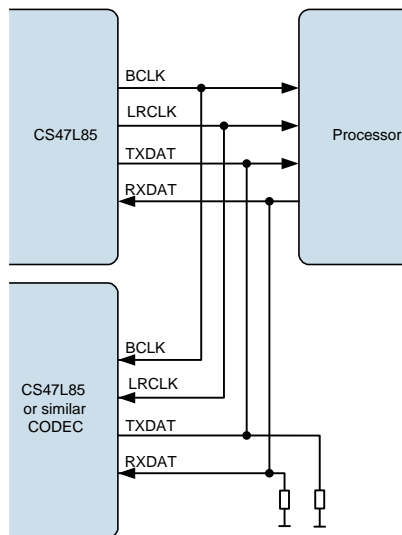 BCLK
LRCLK
CS47L85
Processor
TXDAT
RXDAT
BCLK
LRCLK
CS47L85
or similar
CODEC
TXDAT
RXDAT